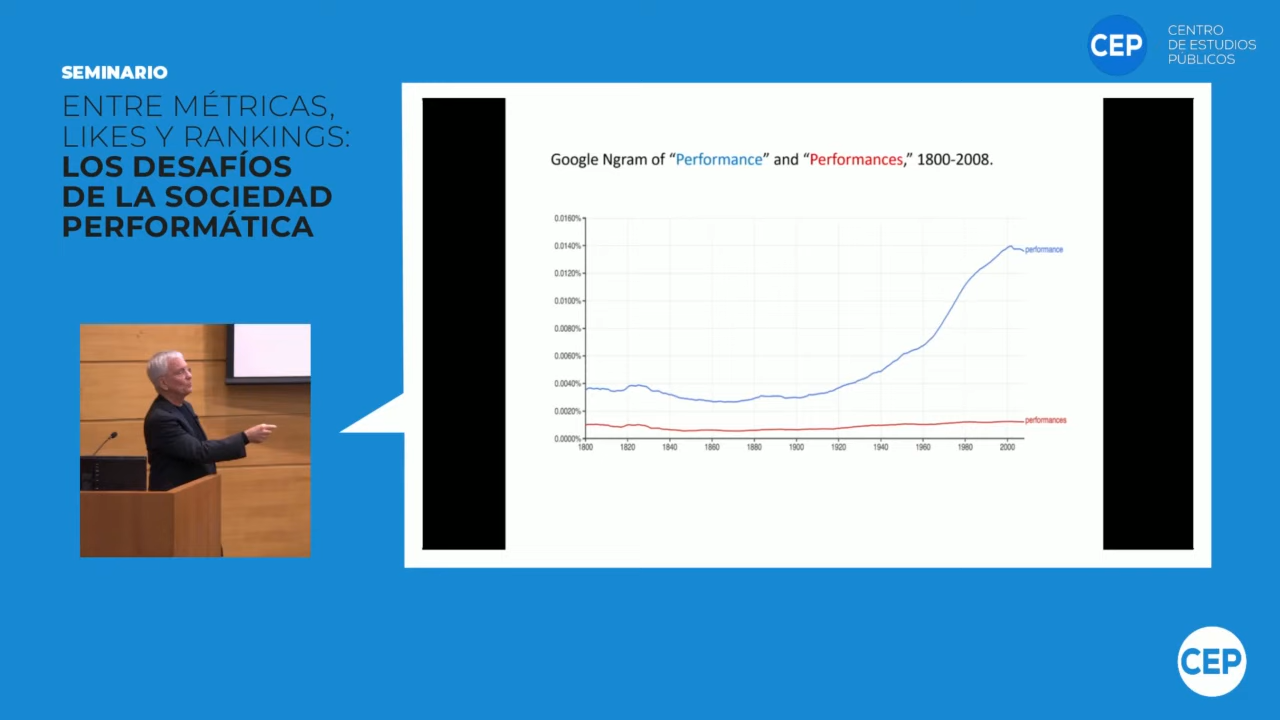 CEP
CENTRO
DE ESTUDIOS
PÚBLICOS
SEMINARIO
ENTRE MÉTRICAS,
LIKES Y RANKINGS:
LOS DESAFÍOS
DE LA SOCIEDAD
PERFORMÁTICA
Google Ngram of “Performance” and “Performances,” 1800-2008.
0.0160%
0.0140%
0.0120%
0.0100%
0.0080%
0.0060%
0.0040%
0.0020%
0.0000%
performance
performances
1800 1820 1840 1860 1880 1900 1920 1940 1960 1980 2000
CEP